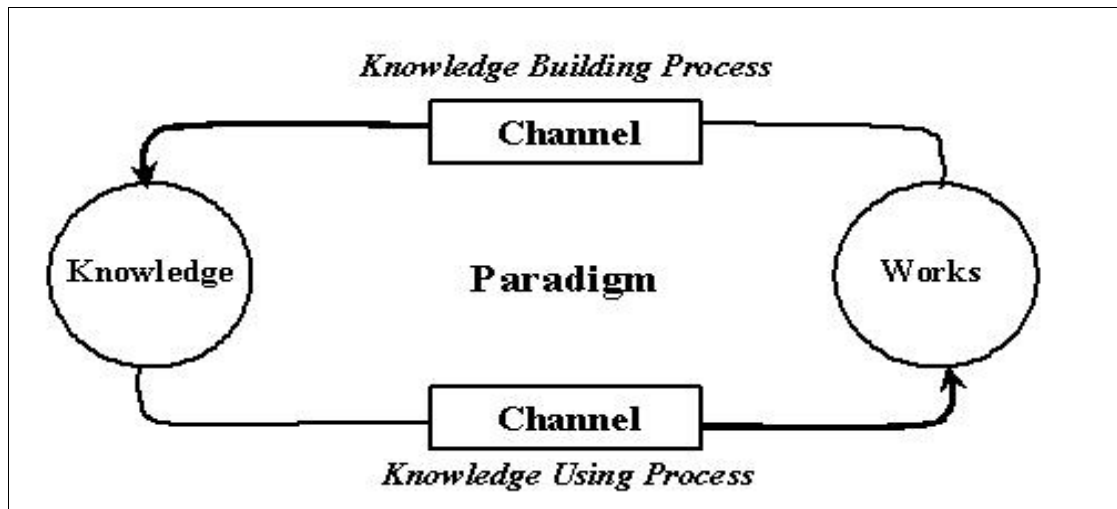 Knowledge Building Process
Channel
Knowledge
Paradigm
Works
Channel
Knowledge Using Process